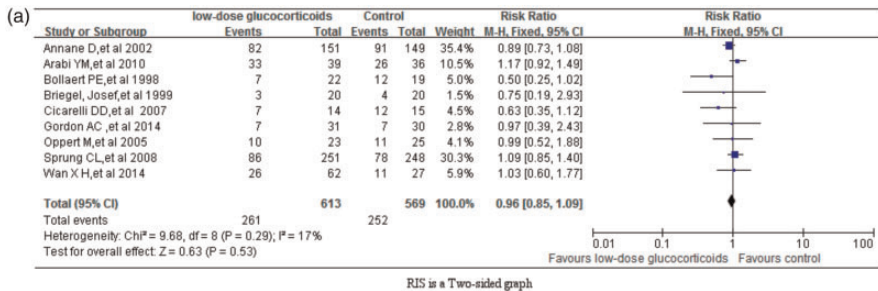 (a)
low-dose glucocorticoids Control Risk Ratio Risk Ratio
Study or Subgroup Events Total Events Total Weight M-H, Fixed, 95% CI M-H, Fixed, 95% CI
Annane D,et al 2002 82 151 91 149 35.4% 0.89 [0.73, 1.08]
Arabi YM,et al 2010 33 39 26 36 10.5% 1.17 [0.92, 1.49]
Bollaert PE,et al 1998 7 22 12 19 5.0% 0.50 [0.25, 1.02]
Briegel, Josef,et al 1999 3 20 4 20 1.5% 0.75 [0.19, 2.93]
Cicarelli DD,et al 2007 7 14 12 15 4.5% 0.63 [0.35, 1.12]
Gordon AC ,et al 2014 7 31 7 30 2.8% 0.97 [0.39, 2.43]
Oppert M,et al 2005 10 23 11 25 4.1% 0.99 [0.52, 1.88]
Sprung CL,et al 2008 86 251 78 248 30.3% 1.09 [0.85, 1.40]
Wan X H,et al 2014 26 62 11 27 5.9% 1.03 [0.60, 1.77]
Total (95% CI) 613 569 100.0% 0.96 [0.85, 1.09]
Total events 261 252
Heterogeneity: Chi² = 9.68, df = 8 (P = 0.29); I² = 17%
Test for overall effect: Z = 0.63 (P = 0.53)
0.01 0.1 1 10 100
Favours low-dose glucocorticoids Favours control
RIS is a Two-sided graph